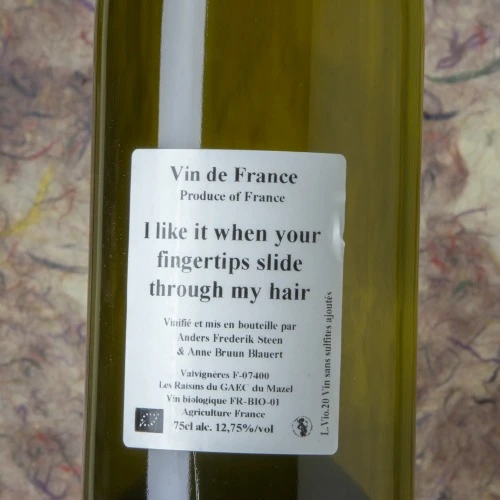 Vin de France
Produce of France
I like it when your
fingertips slide
through my hair
Vinifié et mis en bouteille par
Anders Frederik Steen
& Anne Bruun Blauert
Valvignères F-07400
Les Raisins du GAEC du Mazel
Vin biologique FR-BIO-01
Agriculture France
75cl alc. 12,75%/vol
L.Vio.20 Vin sans sulfites ajoutés